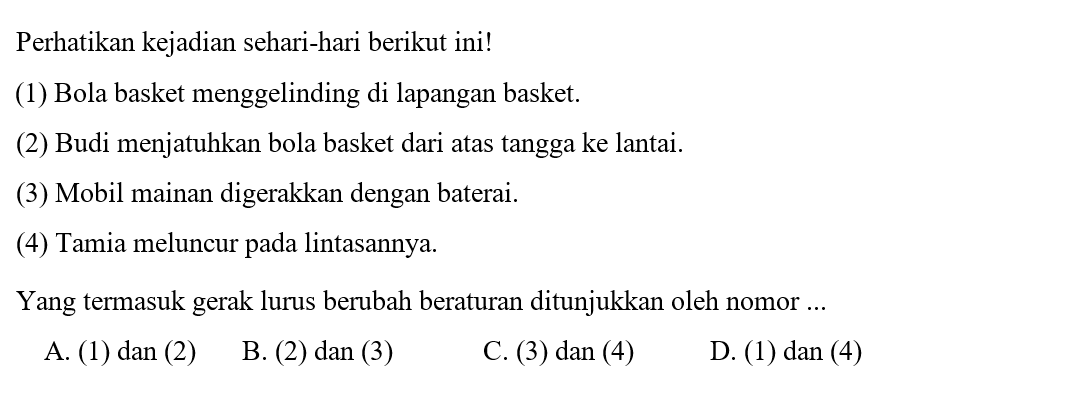 Perhatikan kejadian sehari-hari berikut ini!
(1) Bola basket menggelinding di lapangan basket.
(2) Budi menjatuhkan bola basket dari atas tangga ke lantai.
(3) Mobil mainan digerakkan dengan baterai.
(4) Tamia meluncur pada lintasannya.
Yang termasuk gerak lurus berubah beraturan ditunjukkan oleh nomor ...
A. (1) dan (2) B. (2) dan (3) C. (3) dan (4) D. (1) dan (4)